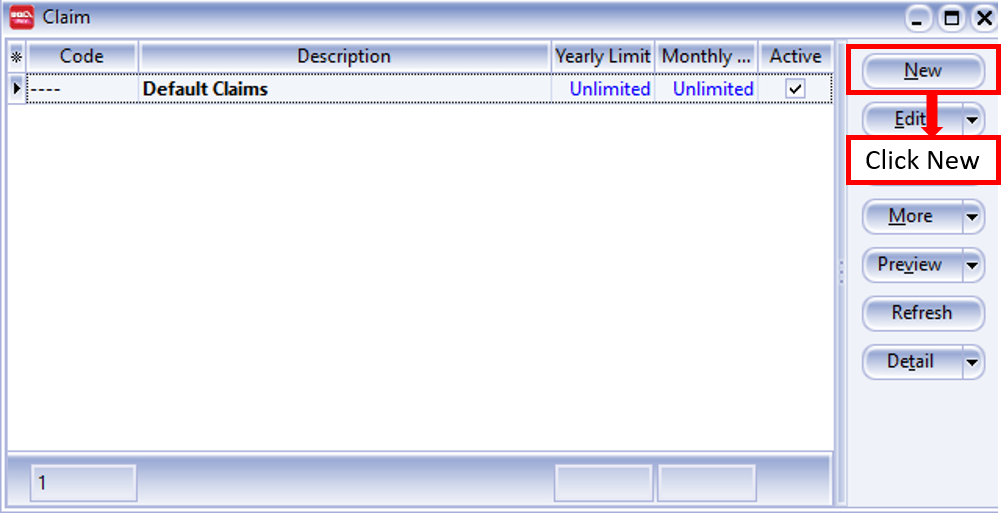 Claim
Code Description Yearly Limit Monthly ... Active
---- Default Claims Unlimited Unlimited
New
Edit
Click New
More
Preview
Refresh
Detail
1